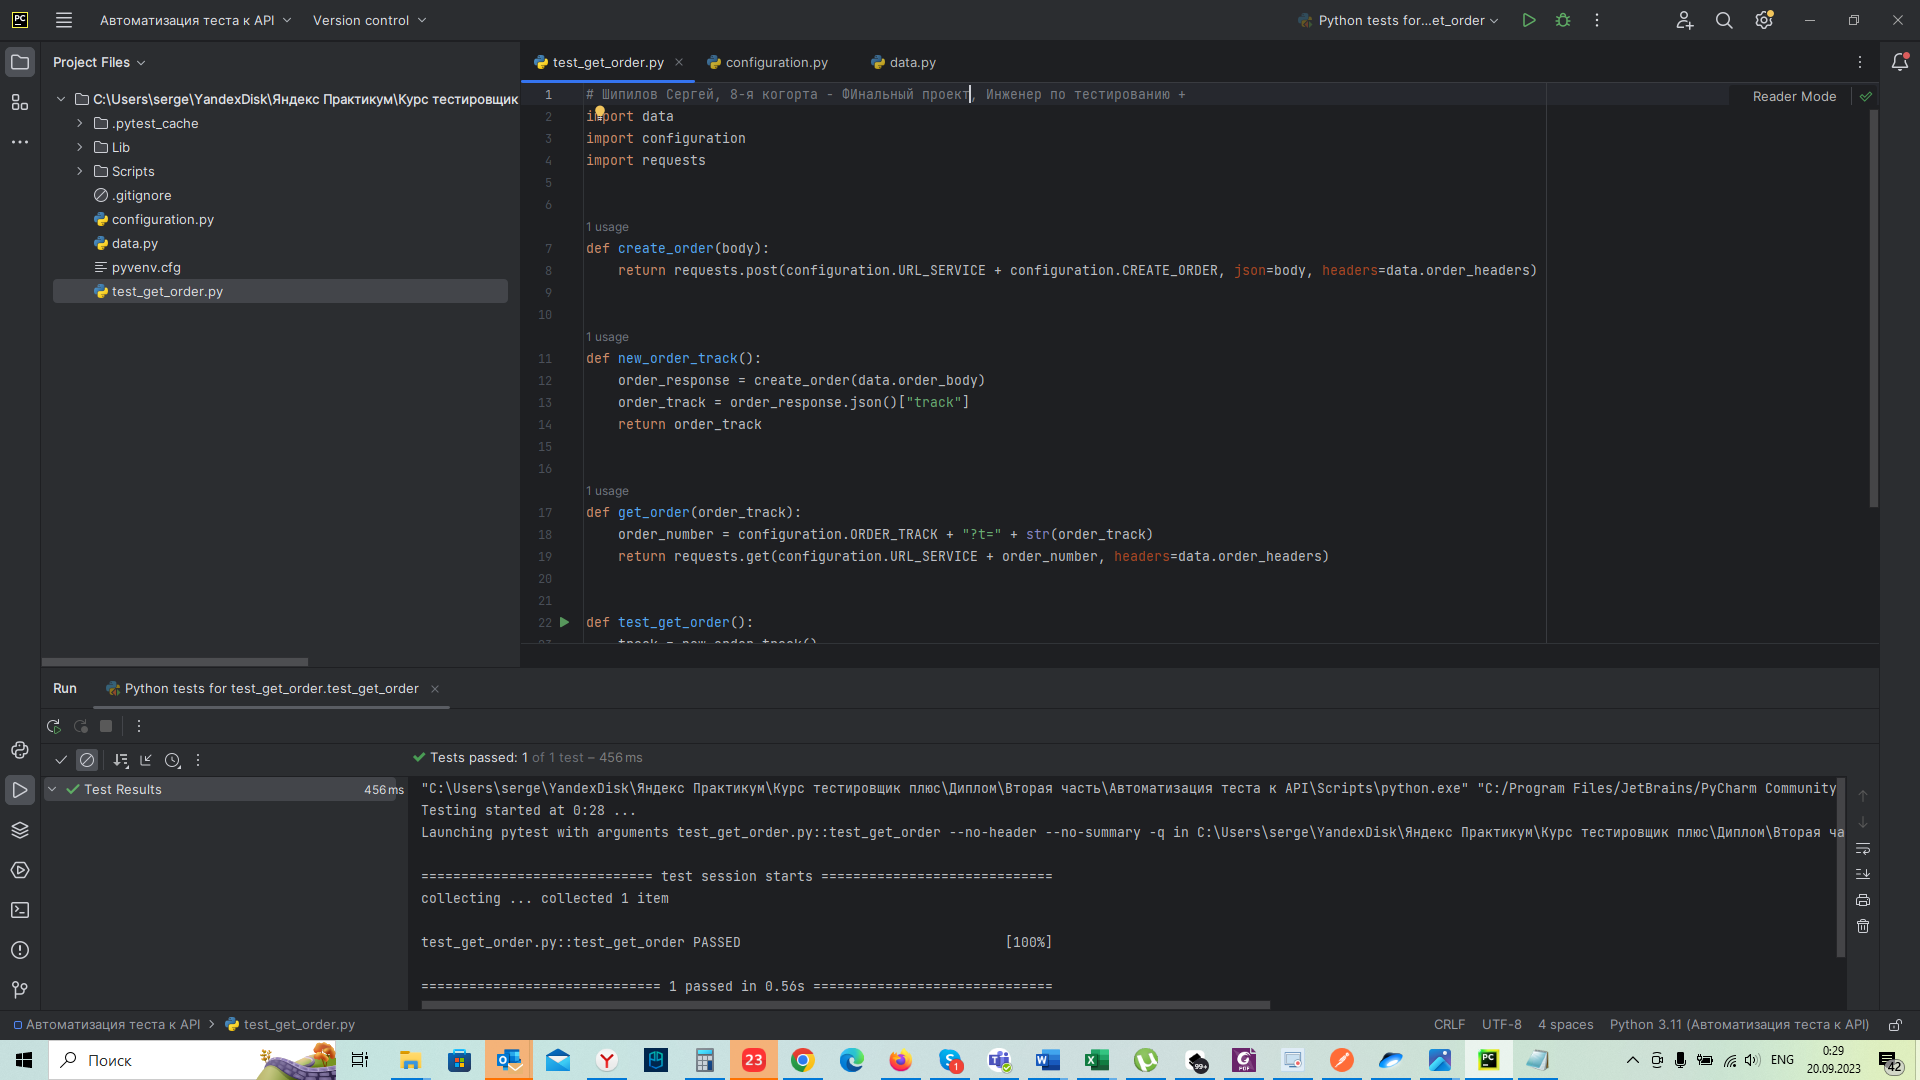 Автоматизация теста к API
Version control
Python tests for...et_order
Project Files
test_get_order.py
configuration.py
data.py
C:\Users\serge\YandexDisk\Яндекс Практикум\Курс тестировщик
.pytest_cache
Lib
Scripts
.gitignore
configuration.py
data.py
pyvenv.cfg
test_get_order.py
Reader Mode
1 # Шипилов Сергей, 8-я когорта - ФИнальный проект, Инженер по тестированию +
2 import data
3 import configuration
4 import requests
5
6
1 usage
7 def create_order(body):
8 return requests.post(configuration.URL_SERVICE + configuration.CREATE_ORDER, json=body, headers=data.order_headers)
9
10
1 usage
11 def new_order_track():
12 order_response = create_order(data.order_body)
13 order_track = order_response.json()["track"]
14 return order_track
15
16
1 usage
17 def get_order(order_track):
18 order_number = configuration.ORDER_TRACK + "?t=" + str(order_track)
19 return requests.get(configuration.URL_SERVICE + order_number, headers=data.order_headers)
20
21
22 def test_get_order():
23 track = new_order_track()
Run
Python tests for test_get_order.test_get_order
Tests passed: 1 of 1 test – 456 ms
Test Results 456 ms
"C:\Users\serge\YandexDisk\Яндекс Практикум\Курс тестировщик плюс\Диплом\Вторая часть\Автоматизация теста к API\Scripts\python.exe" "C:/Program Files/JetBrains/PyCharm Community
Testing started at 0:28 ...
Launching pytest with arguments test_get_order.py::test_get_order --no-header --no-summary -q in C:\Users\serge\YandexDisk\Яндекс Практикум\Курс тестировщик плюс\Диплом\Вторая ча
============================= test session starts =============================
collecting ... collected 1 item
test_get_order.py::test_get_order PASSED [100%]
============================== 1 passed in 0.56s ==============================
Автоматизация теста к API > test_get_order.py
CRLF UTF-8 4 spaces Python 3.11 (Автоматизация теста к API)
Поиск
23
1
99+
ENG
0:29
20.09.2023
42